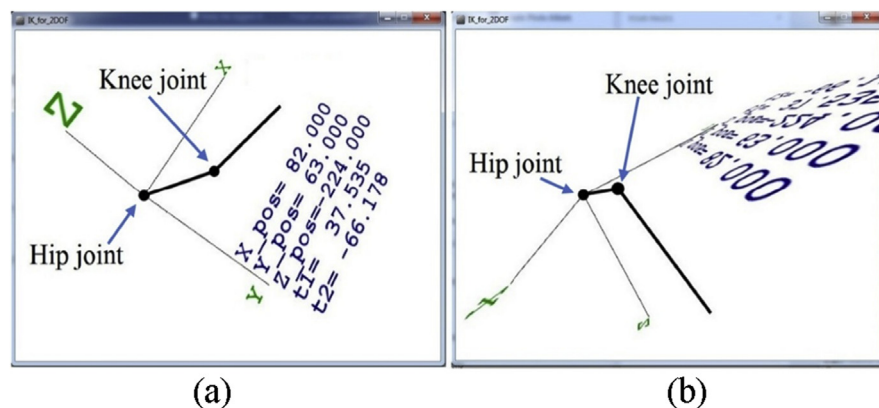 IK_for_2DOF
Knee joint
X
Z
Hip joint
Y
X_pos= 82.000
Y_pos= 63.000
Z_pos=-224.000
t1= 37.535
t2= -66.178
(a)
IK_for_2DOF
Knee joint
Hip joint
(b)